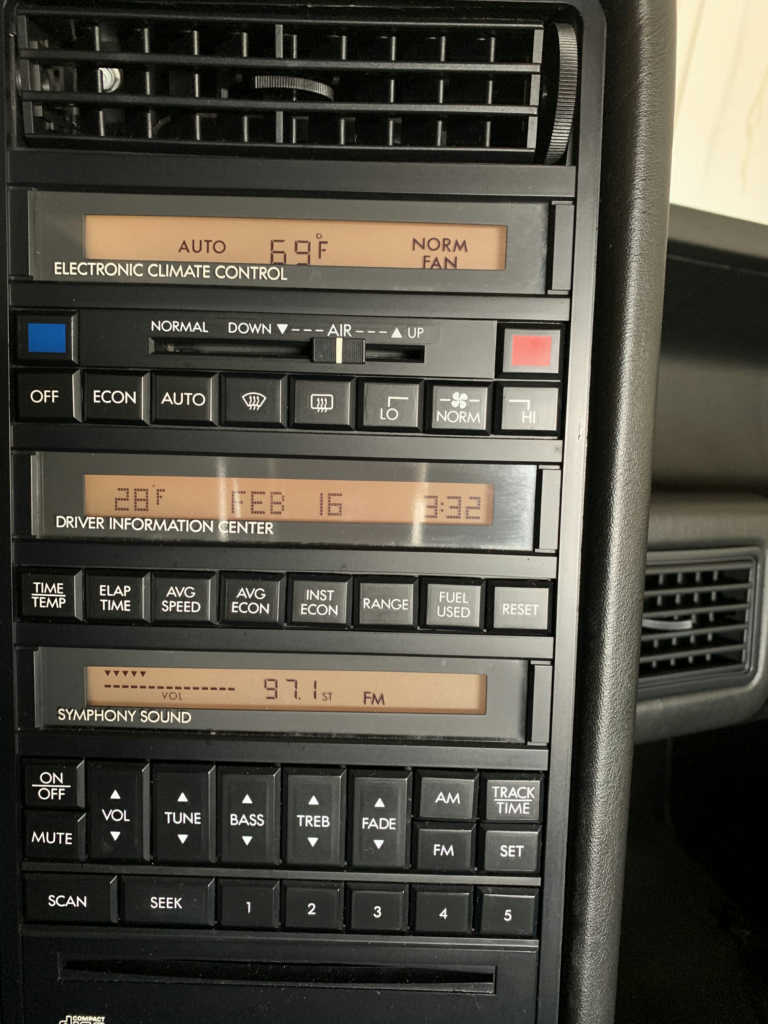 AUTO 69°F NORM FAN
ELECTRONIC CLIMATE CONTROL
NORMAL DOWN ▼---AIR---▲ UP
OFF ECON AUTO LO NORM HI
28°F FEB 16 3:32
DRIVER INFORMATION CENTER
TIME/TEMP ELAP TIME AVG SPEED AVG ECON INST ECON RANGE FUEL USED RESET
VOL 97.1 ST FM
SYMPHONY SOUND
ON/OFF VOL TUNE BASS TREB FADE AM TRACK/TIME
MUTE FM SET
SCAN SEEK 1 2 3 4 5
COMPACT